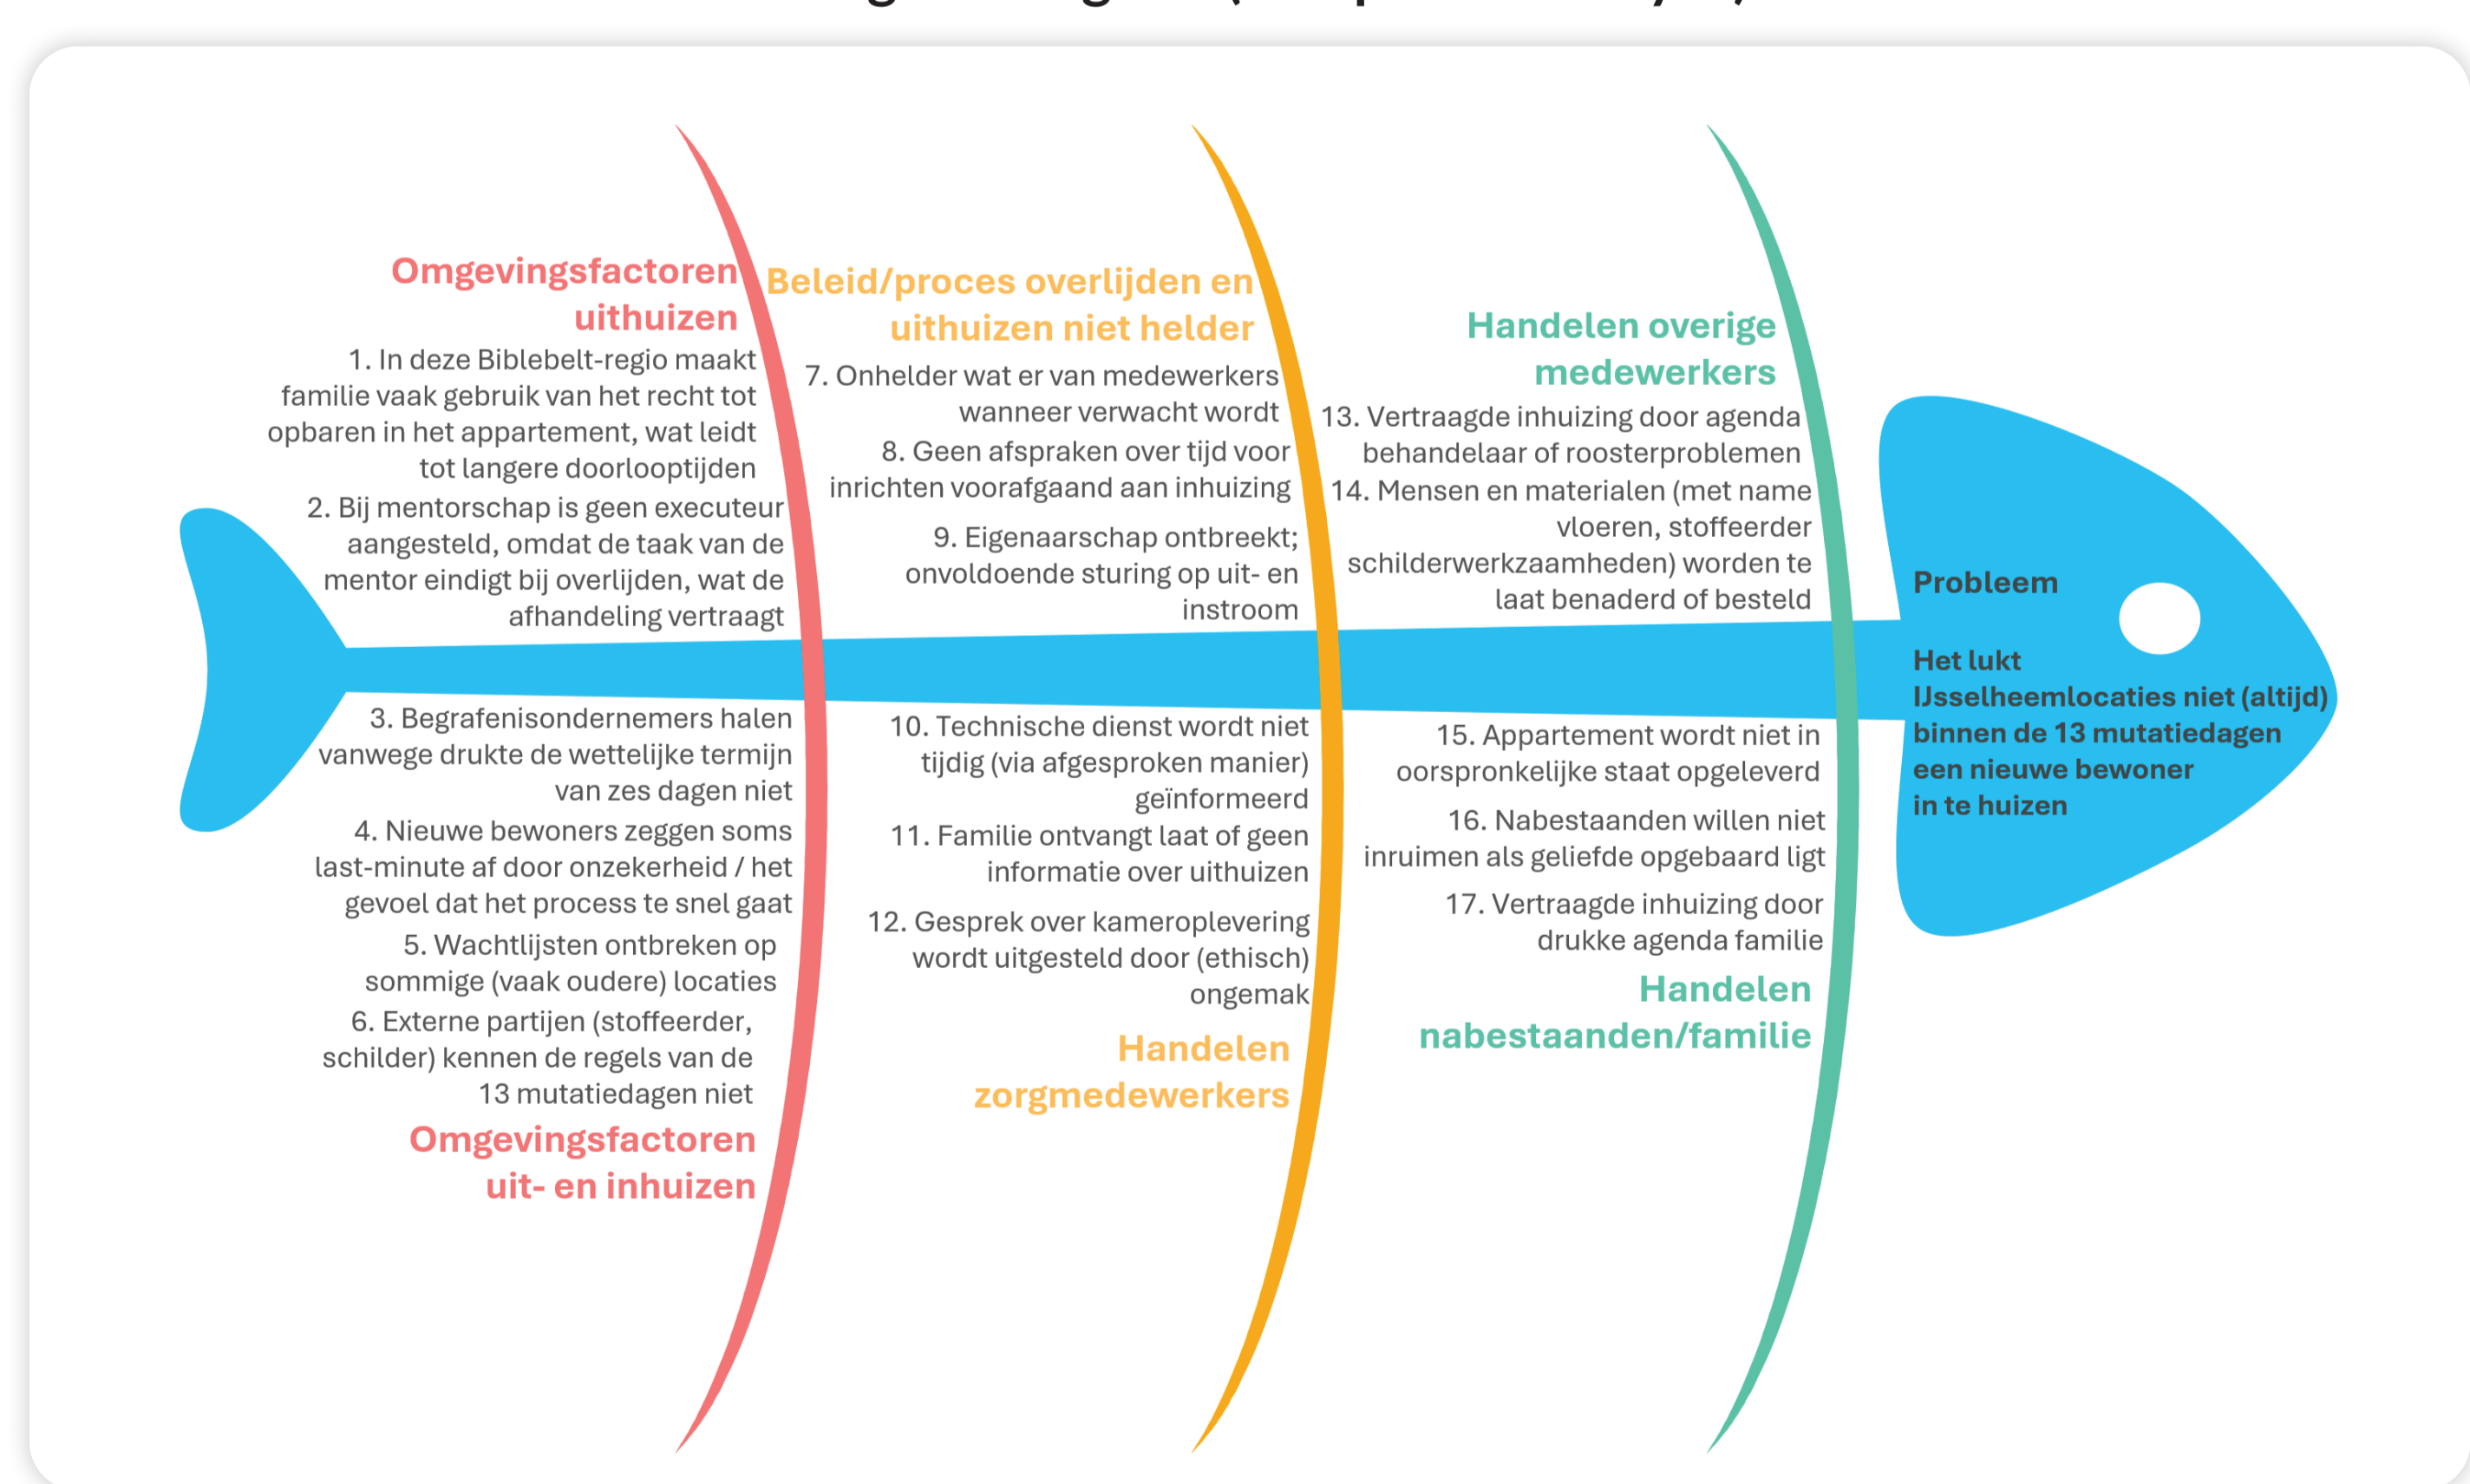 Omgevingsfactoren
uithuizen
1. In deze Biblebelt-regio maakt
familie vaak gebruik van het recht tot
opbaren in het appartement, wat leidt
tot langere doorlooptijden
2. Bij mentorschap is geen executeur
aangesteld, omdat de taak van de
mentor eindigt bij overlijden, wat de
afhandeling vertraagt
3. Begrafenisondernemers halen
vanwege drukte de wettelijke termijn
van zes dagen niet
4. Nieuwe bewoners zeggen soms
last-minute af door onzekerheid / het
gevoel dat het process te snel gaat
5. Wachtlijsten ontbreken op
sommige (vaak oudere) locaties
6. Externe partijen (stoffeerder,
schilder) kennen de regels van de
13 mutatiedagen niet
Omgevingsfactoren
uit- en inhuizen
Beleid/proces overlijden en
uithuizen niet helder
7. Onhelder wat er van medewerkers
wanneer verwacht wordt
8. Geen afspraken over tijd voor
inrichten voorafgaand aan inhuizing
9. Eigenaarschap ontbreekt;
onvoldoende sturing op uit- en
instroom
10. Technische dienst wordt niet
tijdig (via afgesproken manier)
geïnformeerd
11. Familie ontvangt laat of geen
informatie over uithuizen
12. Gesprek over kameroplevering
wordt uitgesteld door (ethisch)
ongemak
Handelen
zorgmedewerkers
Handelen overige
medewerkers
13. Vertraagde inhuizing door agenda
behandelaar of roosterproblemen
14. Mensen en materialen (met name
vloeren, stoffeerder
schilderwerkzaamheden) worden te
laat benaderd of besteld
15. Appartement wordt niet in
oorspronkelijke staat opgeleverd
16. Nabestaanden willen niet
inruimen als geliefde opgebaard ligt
17. Vertraagde inhuizing door
drukke agenda familie
Handelen
nabestaanden/familie
Probleem
Het lukt
IJsselheemlocaties niet (altijd)
binnen de 13 mutatiedagen
een nieuwe bewoner
in te huizen